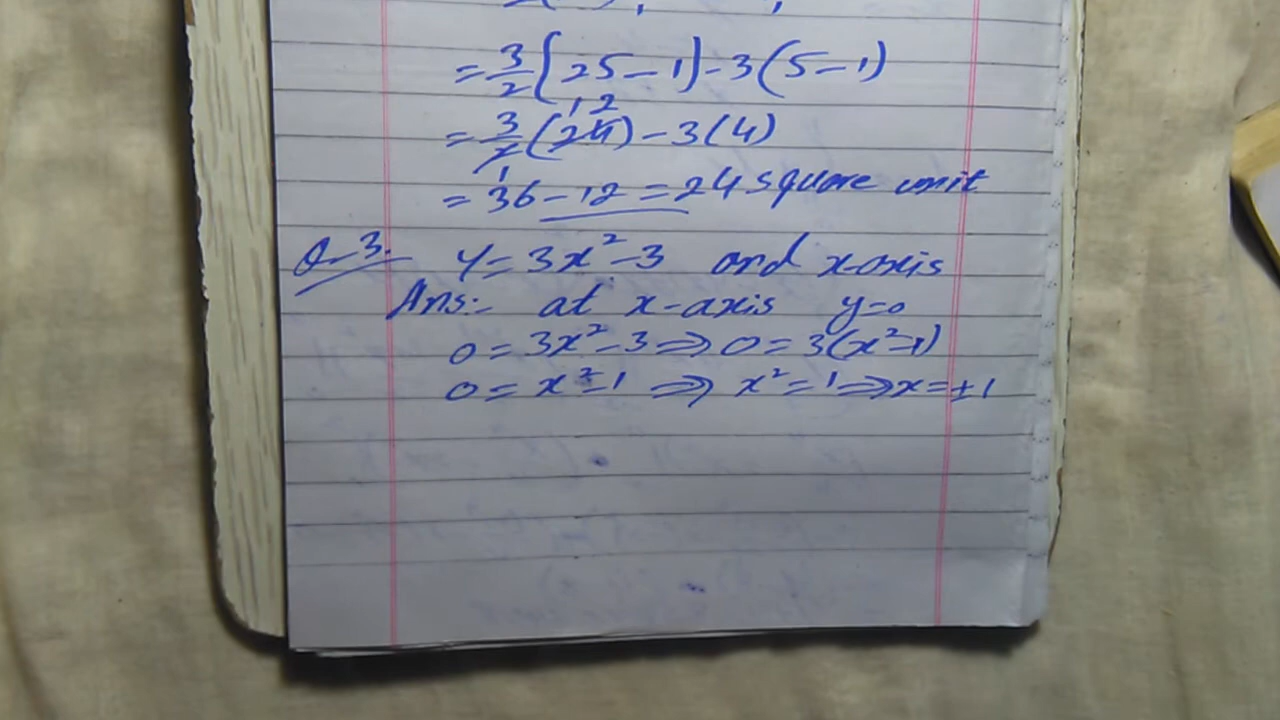 = 3/2 (25 - 1) - 3(5 - 1)
12
= 3/2 (24) - 3(4)
1
= 36 - 12 = 24 square unit
Q-3: y = 3x² - 3 and x-axis
Ans:- at x-axis y=0
0 = 3x² - 3 ⇒ 0 = 3(x²-1)
0 = x² - 1 ⇒ x² = 1 ⇒ x = ±1